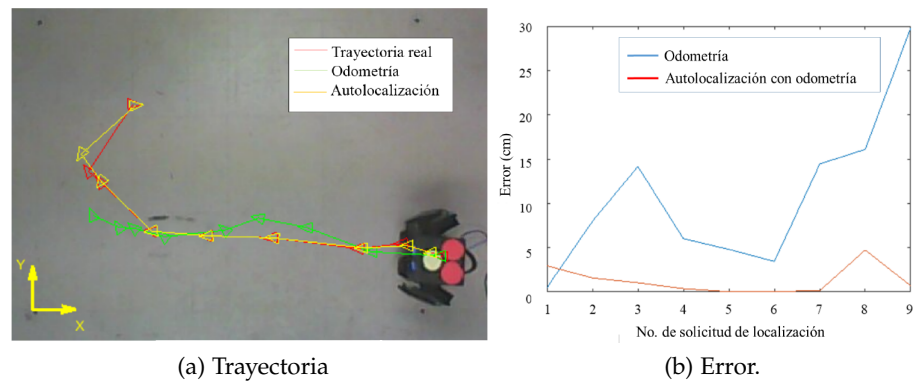 Trayectoria real
Odometría
Autolocalización
Y
X
(a) Trayectoria
30
25
20
15
10
5
0
Error (cm)
Odometría
Autolocalización con odometría
1 2 3 4 5 6 7 8 9
No. de solicitud de localización
(b) Error.